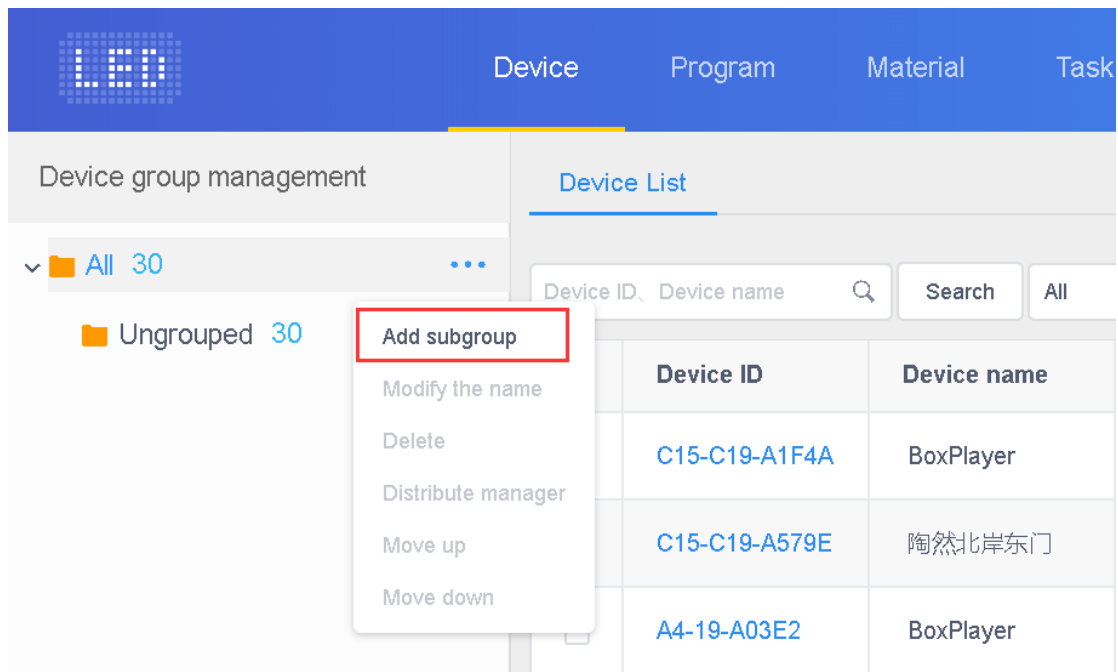 LED
Device Program Material Task
Device group management
Device List
All 30
Device ID、Device name Search All
Ungrouped 30
Add subgroup
Modify the name
Delete
Distribute manager
Move up
Move down
Device ID Device name
C15-C19-A1F4A BoxPlayer
C15-C19-A579E 陶然北岸东门
A4-19-A03E2 BoxPlayer